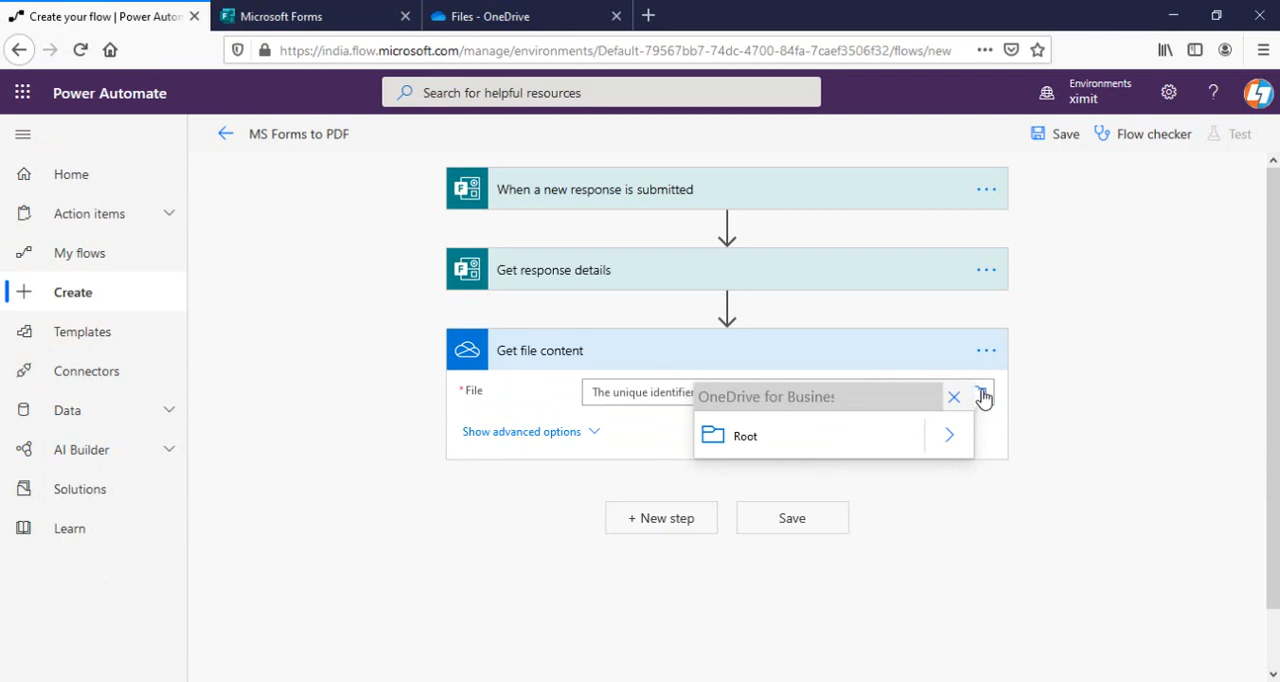 Create your flow | Power Auton
Microsoft Forms
Files - OneDrive
https://india.flow.microsoft.com/manage/environments/Default-79567bb7-74dc-4700-84fa-7caef3506f32/flows/new
Power Automate
Search for helpful resources
Environments
ximit
MS Forms to PDF
Save
Flow checker
Test
Home
Action items
My flows
Create
Templates
Connectors
Data
AI Builder
Solutions
Learn
When a new response is submitted
Get response details
Get file content
* File
The unique identifier
OneDrive for Busines
Root
Show advanced options
+ New step
Save